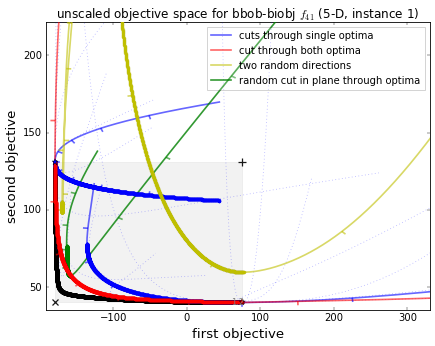 unscaled objective space for bbob-biobj f41 (5-D, instance 1)
cuts through single optima
cut through both optima
two random directions
random cut in plane through optima
200
150
100
50
second objective
−100 0 100 200 300
first objective